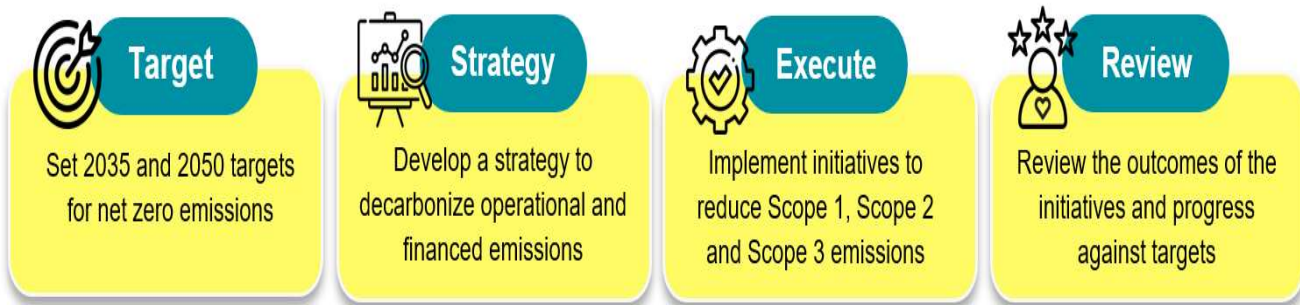 Target
Set 2035 and 2050 targets
for net zero emissions
Strategy
Develop a strategy to
decarbonize operational and
financed emissions
Execute
Implement initiatives to
reduce Scope 1, Scope 2
and Scope 3 emissions
Review
Review the outcomes of the
initiatives and progress
against targets